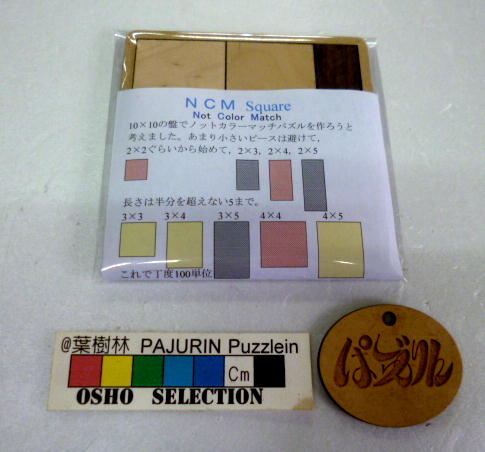 NCM Square
Not Color Match
10×10の盤でノットカラーマッチパズルを作ろうと
考えました。あまり小さいピースは避けて，
2×2ぐらいから始めて，2×3，2×4，2×5
長さは半分を超えない5まで。
3×3 3×4 3×5 4×4 4×5
これで丁度100単位
@葉樹林 PAJURIN Puzzlein
Cm
OSHO SELECTION
ぱずりん